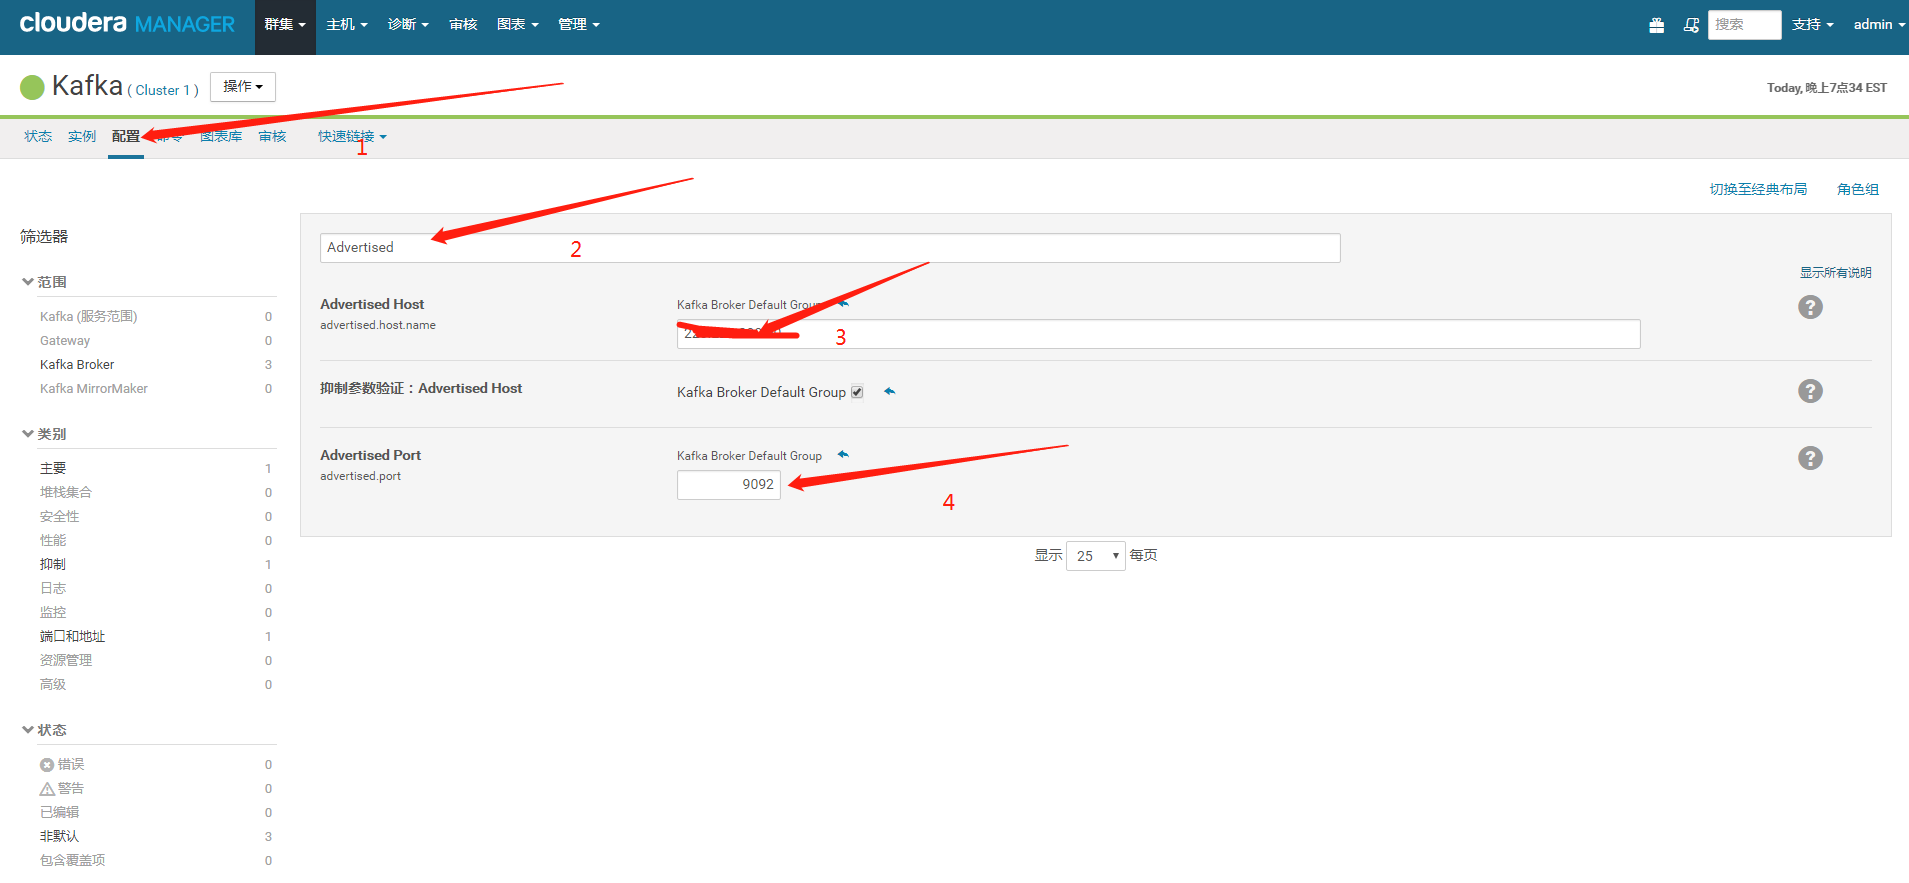 cloudera MANAGER 群集 主机 诊断 审核 图表 管理 搜索 支持 admin
Kafka ( Cluster 1 ) 操作 Today, 晚上7点34 EST
状态 实例 配置 命令 图表库 审核 快速链接
1
切换至经典布局 角色组
筛选器
Advertised
2
显示所有说明
范围
Kafka (服务范围) 0
Gateway 0
Kafka Broker 3
Kafka MirrorMaker 0
Advertised Host Kafka Broker Default Group
advertised.host.name
3
抑制参数验证：Advertised Host Kafka Broker Default Group
Advertised Port Kafka Broker Default Group
advertised.port 9092
4
显示 25 每页
类别
主要 1
堆栈集合 0
安全性 0
性能 0
抑制 1
日志 0
监控 0
端口和地址 1
资源管理 0
高级 0
状态
错误 0
警告 0
已编辑 0
非默认 3
包含覆盖项 0